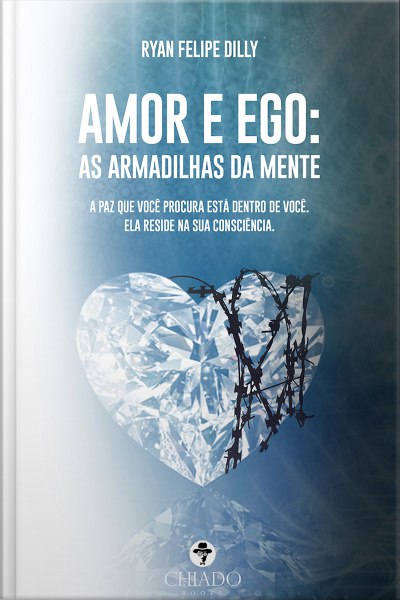 RYAN FELIPE DILLY
AMOR E EGO:
AS ARMADILHAS DA MENTE
A PAZ QUE VOCÊ PROCURA ESTÁ DENTRO DE VOCÊ.
ELA RESIDE NA SUA CONSCIÊNCIA.
CHIADO
BOOKS